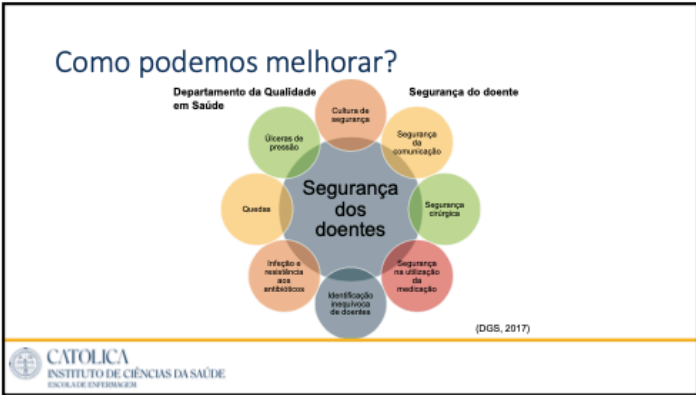 Como podemos melhorar?
Departamento da Qualidade
em Saúde
Segurança do doente
Cultura de
segurança
Segurança
da
comunicação
Segurança
cirúrgica
Segurança
na utilização
da
medicação
Identificação
inequívoca
de doentes
Infeção e
resistência
aos
antibióticos
Quedas
Úlceras de
pressão
Segurança
dos
doentes
(DGS, 2017)
CATOLICA
INSTITUTO DE CIÊNCIAS DA SAÚDE
ESCOLA DE ENFERMAGEM